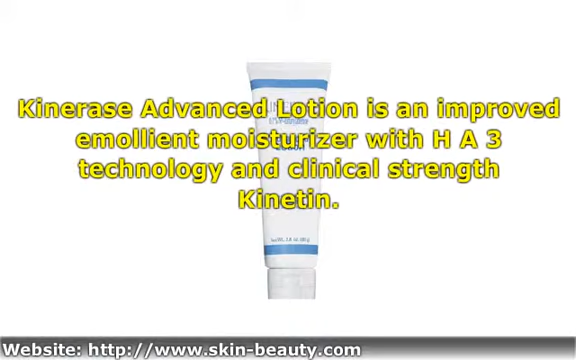 Kinerase Advanced Lotion is an improved
emollient moisturizer with H A 3
technology and clinical strength
Kinetin.
Website: http://www.skin-beauty.com